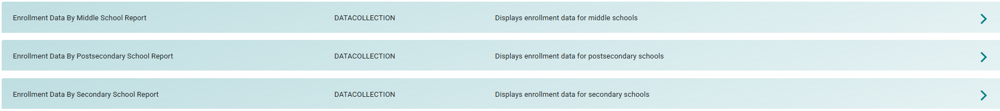 Enrollment Data By Middle School Report DATACOLLECTION Displays enrollment data for middle schools
Enrollment Data By Postsecondary School Report DATACOLLECTION Displays enrollment data for postsecondary schools
Enrollment Data By Secondary School Report DATACOLLECTION Displays enrollment data for secondary schools